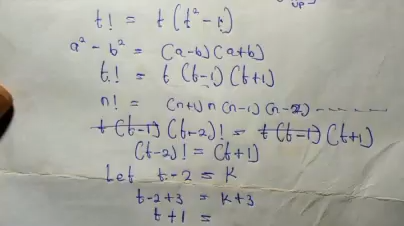 UP
t! = t(t² - 1)
a² - b² = (a-b)(a+b)
t! = t(t-1)(t+1)
n! = (n+1)n(n-1)(n-2)-------
t(t-1)(t-2)! = t(t-1)(t+1)
(t-2)! = (t+1)
Let t-2 = K
t-2+3 = K+3
t+1 =